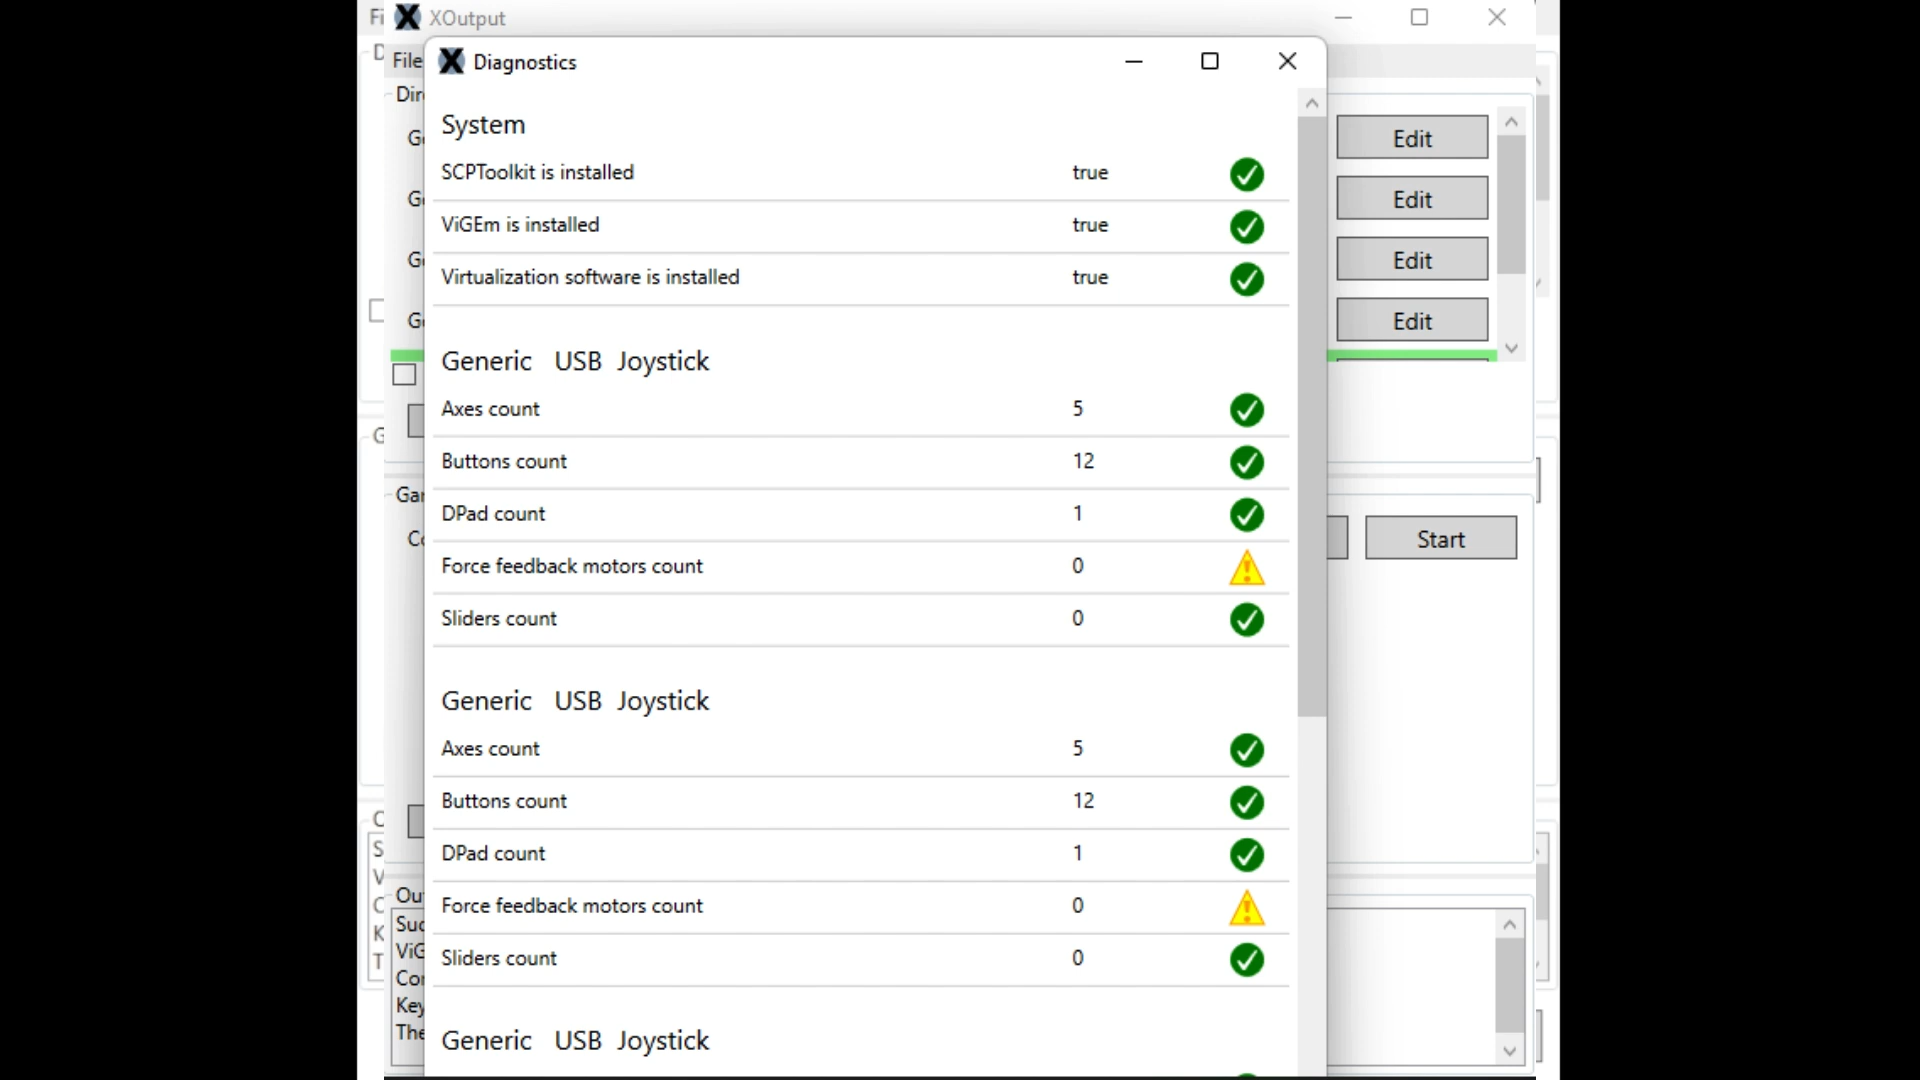 XOutput
File
Diagnostics
System
SCPToolkit is installed true
ViGEm is installed true
Virtualization software is installed true
Generic USB Joystick
Axes count 5
Buttons count 12
DPad count 1
Force feedback motors count 0
Sliders count 0
Generic USB Joystick
Axes count 5
Buttons count 12
DPad count 1
Force feedback motors count 0
Sliders count 0
Generic USB Joystick
Edit
Edit
Edit
Edit
Start